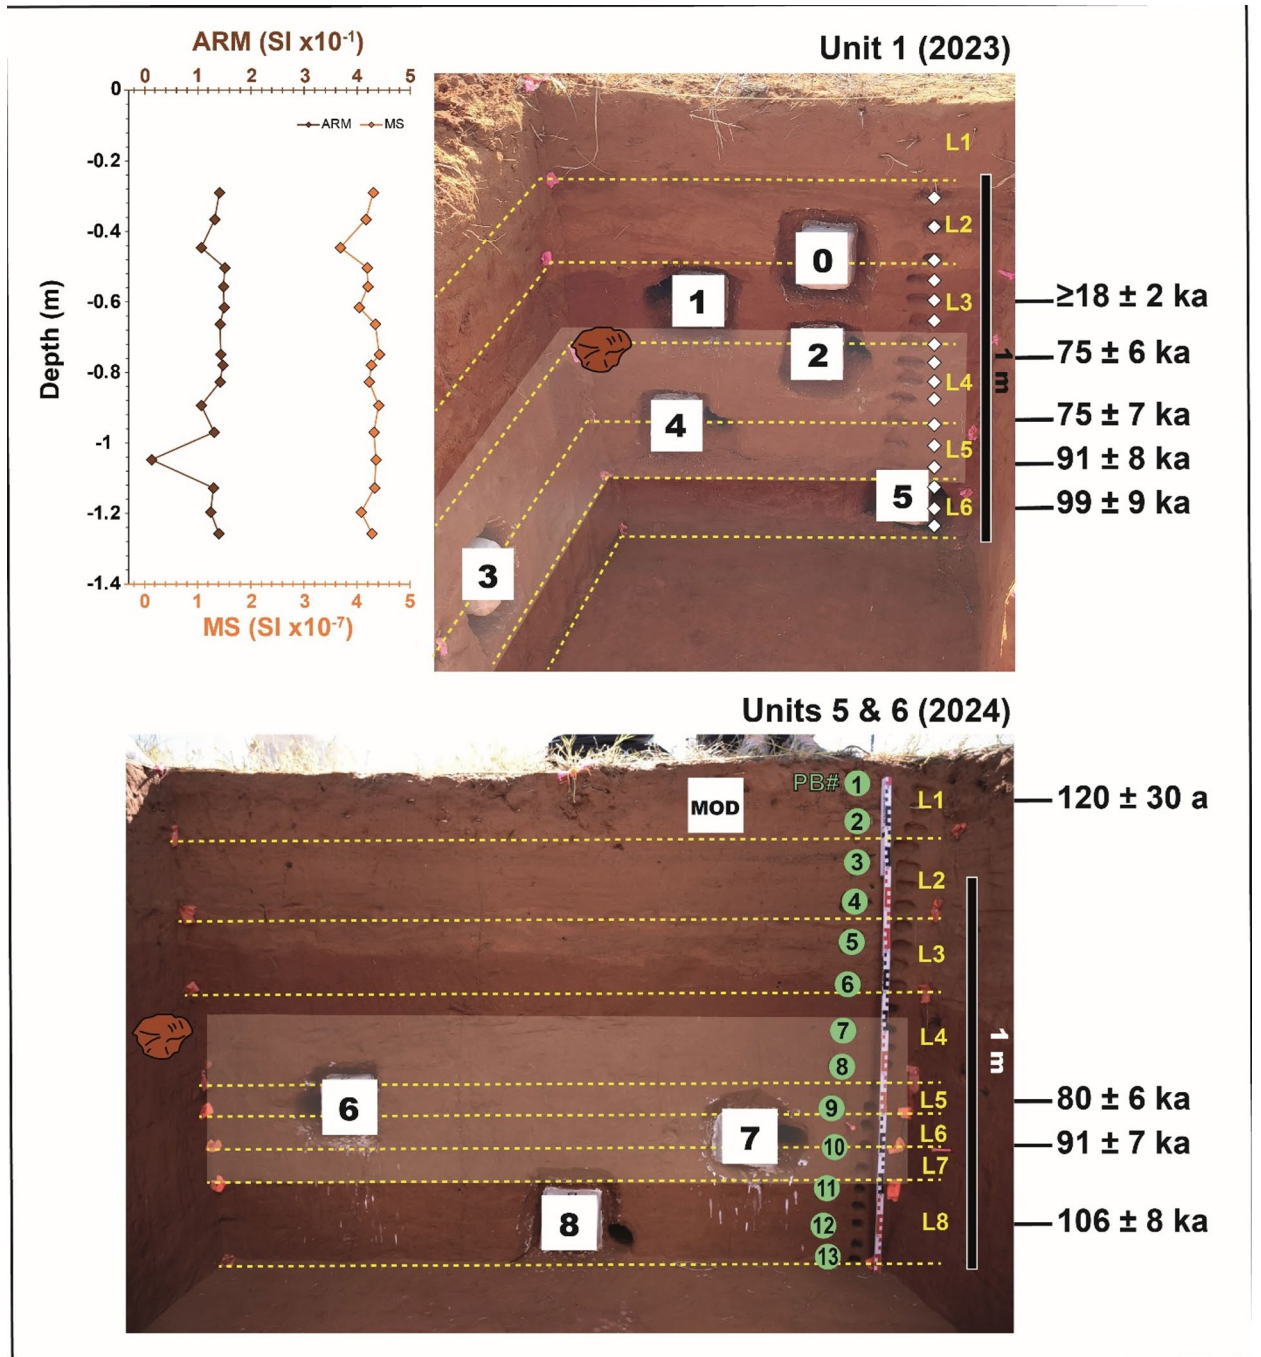 ARM (SI x10-1)
0 1 2 3 4 5
Unit 1 (2023)
ARM MS
Depth (m)
0
-0.2
-0.4
-0.6
-0.8
-1
-1.2
-1.4
0 1 2 3 4 5
MS (SI x10-7)
L1
L2
L3
L4
L5
L6
0
1
2
3
4
5
1 m
≥18 ± 2 ka
75 ± 6 ka
75 ± 7 ka
91 ± 8 ka
99 ± 9 ka
Units 5 & 6 (2024)
MOD
PB# 1
2
3
4
5
6
7
8
9
10
11
12
13
L1
L2
L3
L4
L5
L6
L7
L8
6
7
8
1 m
120 ± 30 a
80 ± 6 ka
91 ± 7 ka
106 ± 8 ka